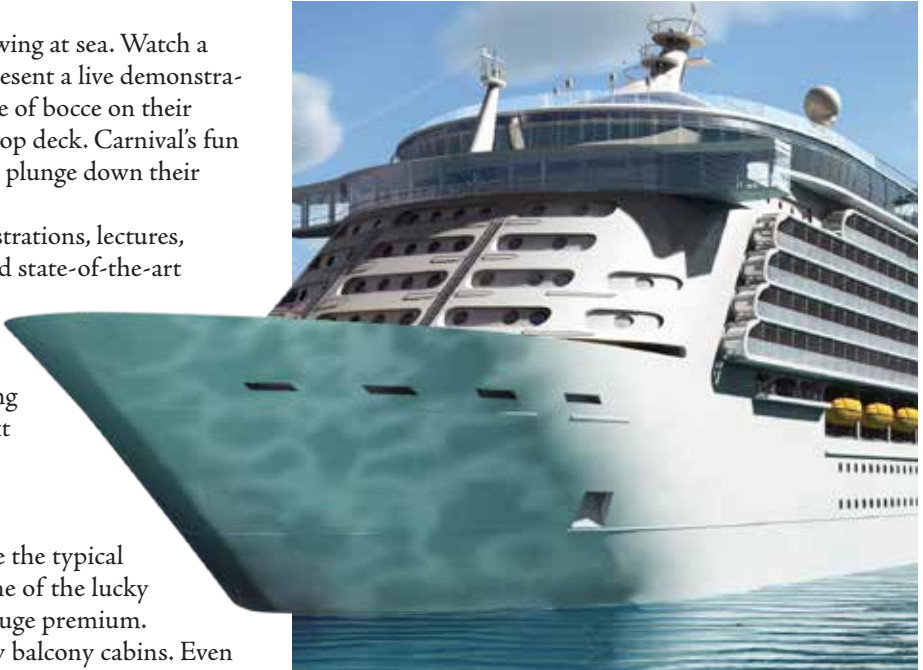 wing at sea. Watch a
esent a live demonstra-
e of bocce on their
op deck. Carnival's fun
plunge down their
strations, lectures,
d state-of-the-art
ng
t
e the typical
ne of the lucky
uge premium.
y balcony cabins. Even